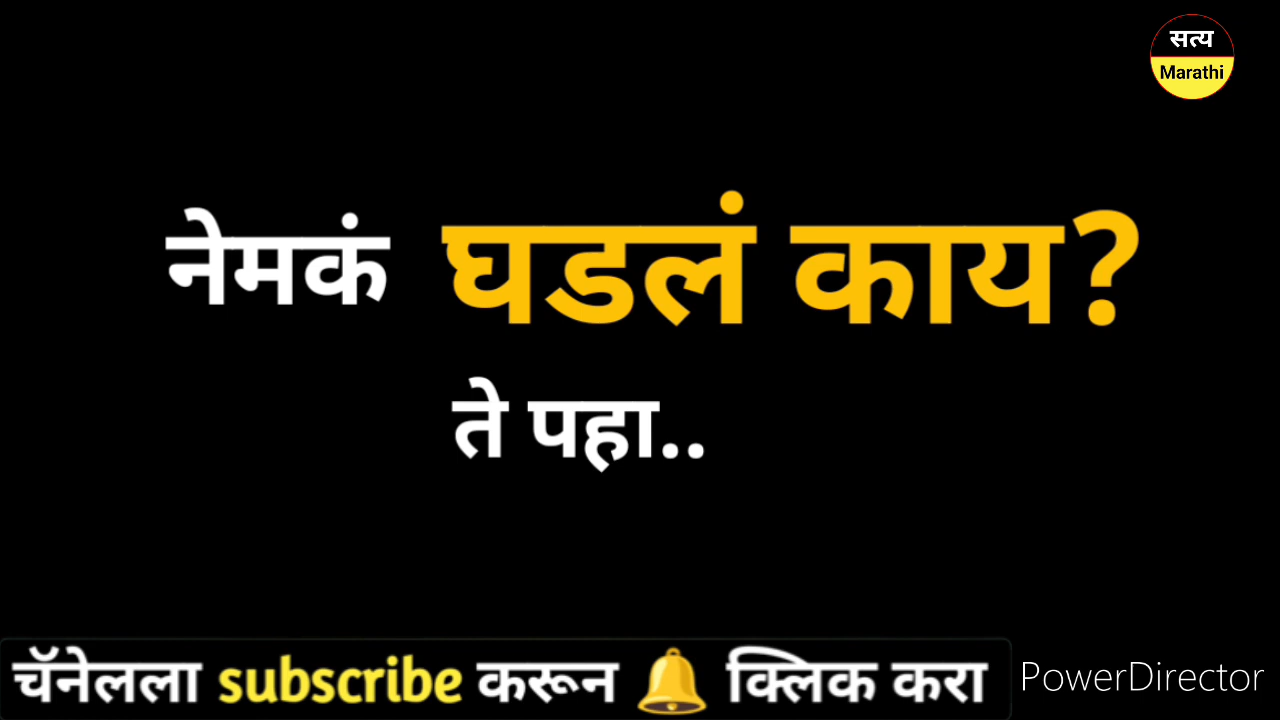 सत्य
Marathi
नेमकं घडलं काय?
ते पहा..
चॅनेलला subscribe करून 🔔 क्लिक करा
PowerDirector